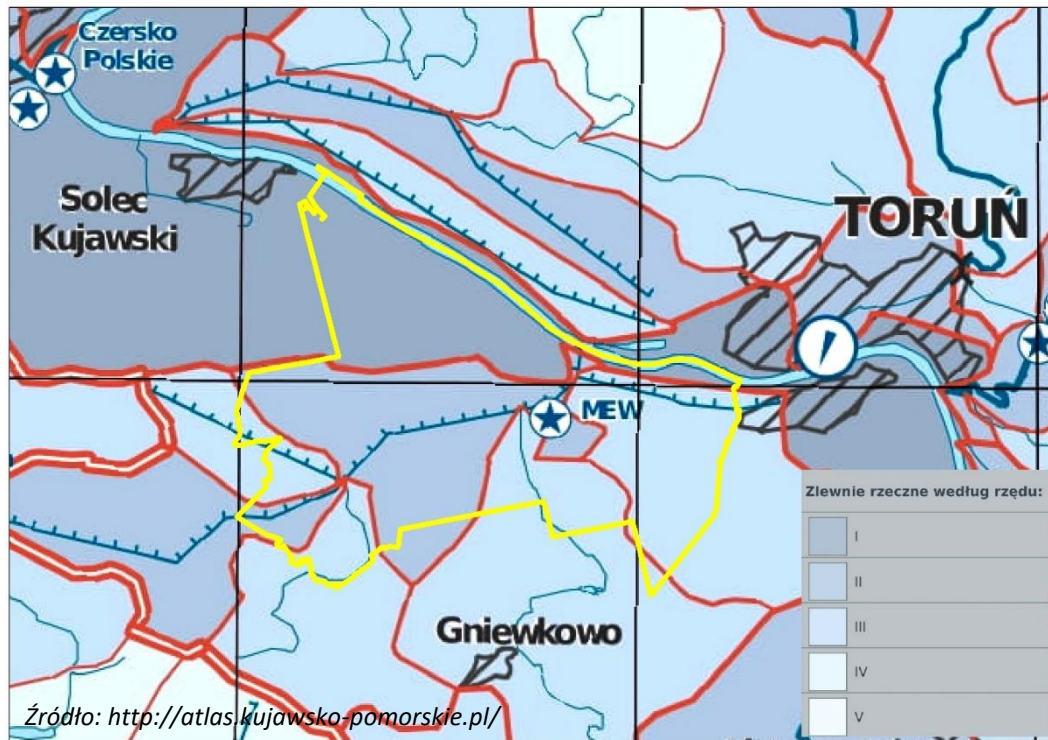 Czersko
Polskie
Solec
Kujawski
TORUŃ
MEW
Gniewkowo
Zlewnie rzeczne według rzędu:
I
II
III
IV
V
Źródło: http://atlas.kujawsko-pomorskie.pl/